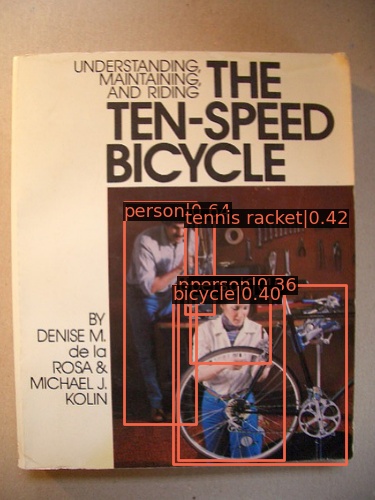 UNDERSTANDING,
MAINTAINING,
AND RIDING
THE
TEN-SPEED
BICYCLE
person|0.64
tennis racket|0.42
person|0.36
bicycle|0.40
BY
DENISE M.
de la
ROSA &
MICHAEL J.
KOLIN